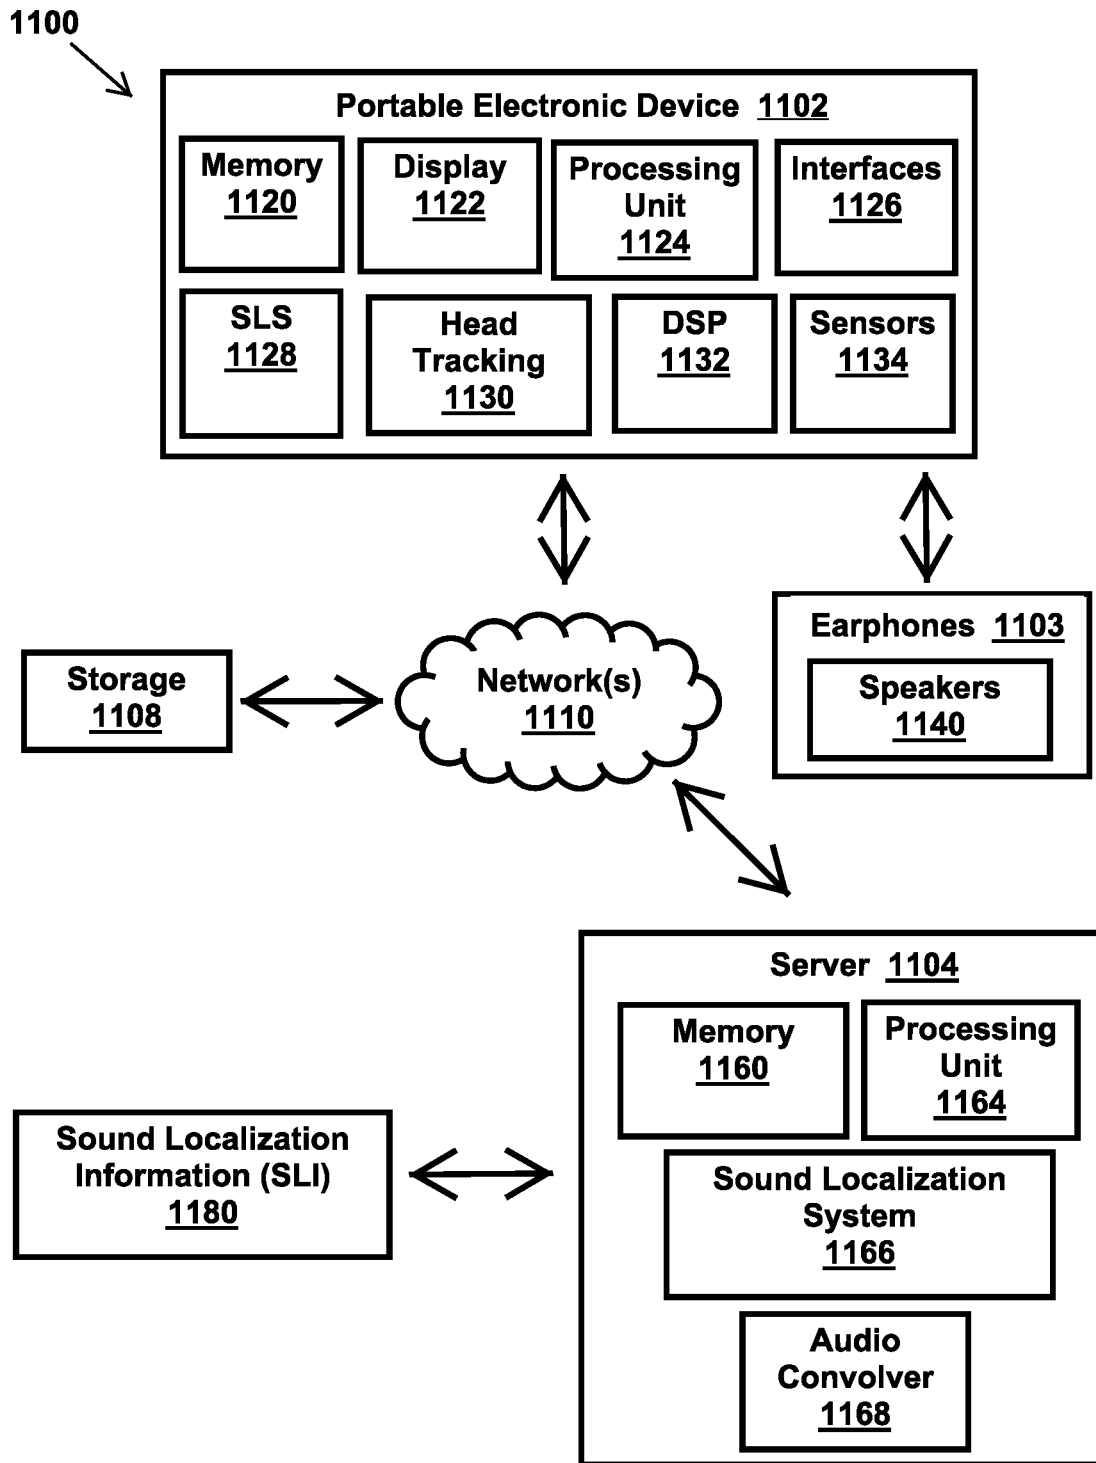 1100
Portable Electronic Device 1102
Memory
1120
Display
1122
Processing
Unit
1124
Interfaces
1126
SLS
1128
Head
Tracking
1130
DSP
1132
Sensors
1134
Earphones 1103
Speakers
1140
Storage
1108
Network(s)
1110
Server 1104
Memory
1160
Processing
Unit
1164
Sound Localization
Information (SLI)
1180
Sound Localization
System
1166
Audio
Convolver
1168